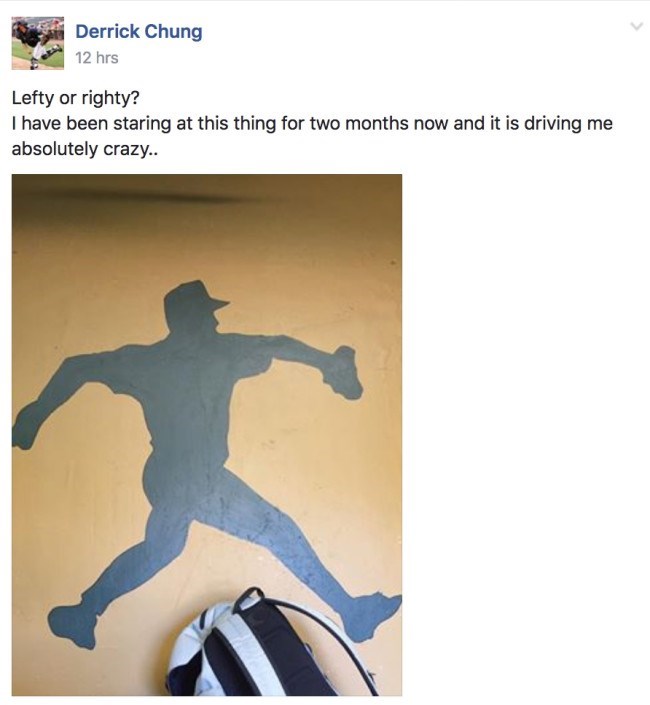 Derrick Chung
12 hrs
Lefty or righty?
I have been staring at this thing for two months now and it is driving me
absolutely crazy..